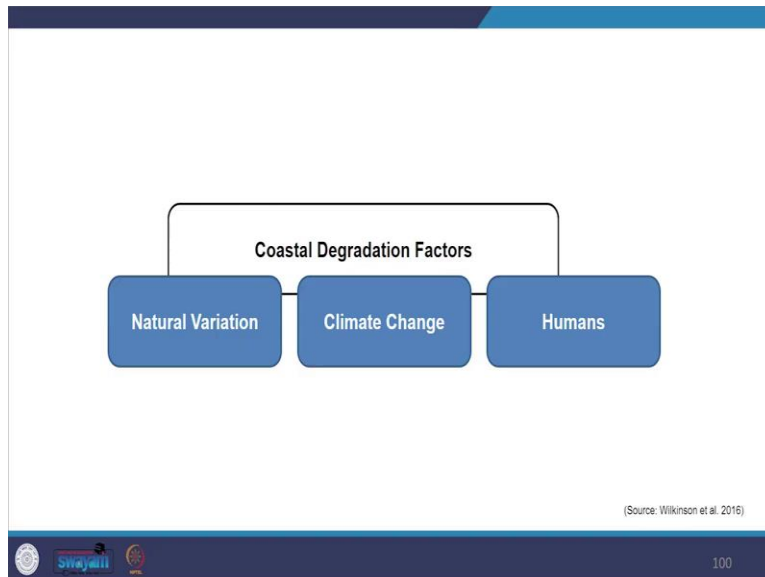 Coastal Degradation Factors
Natural Variation
Climate Change
Humans
(Source: Wilkinson et al. 2016)
swayam
100